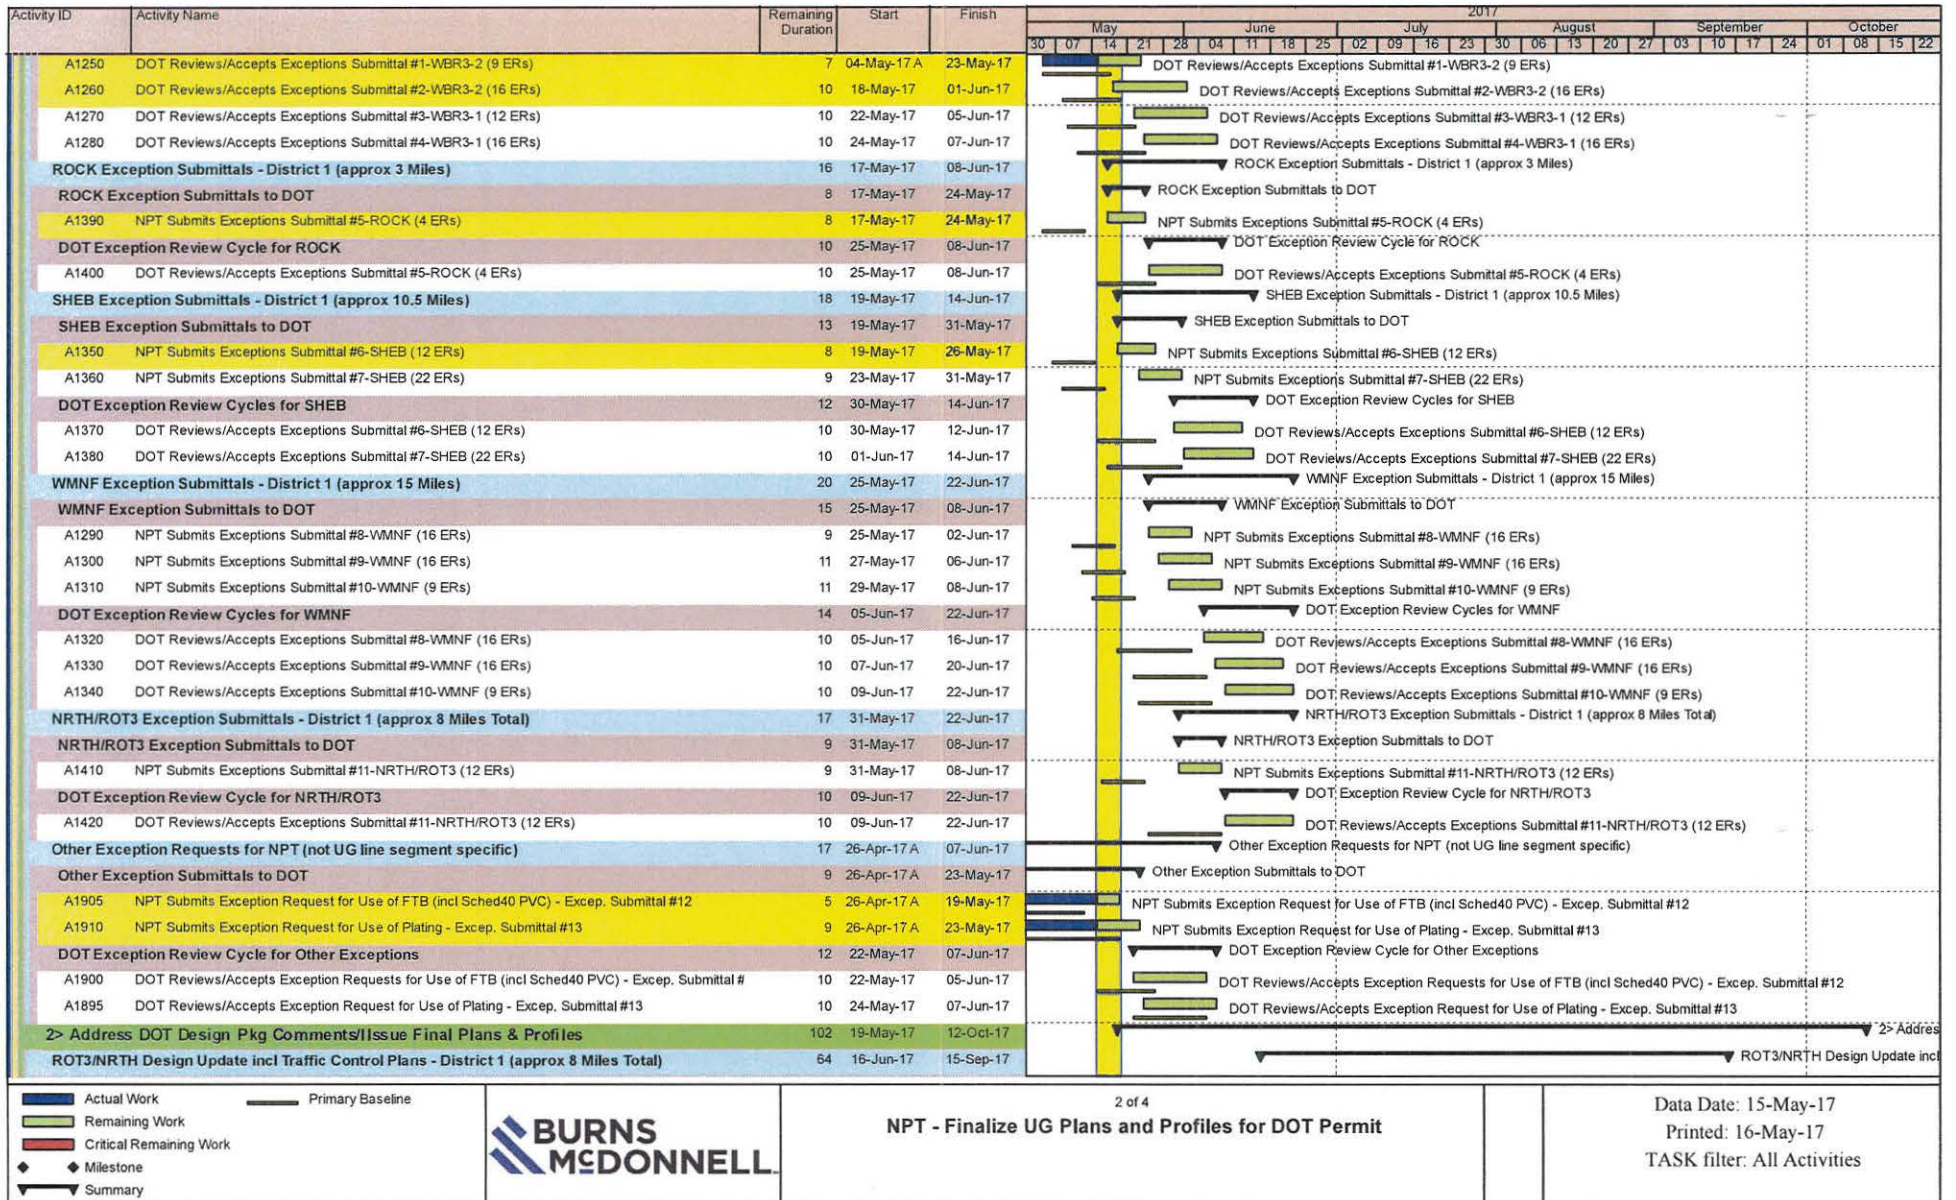 Activity ID Activity Name Remaining Duration Start Finish 2017
May June July August September October
30 07 14 21 28 04 11 18 25 02 09 16 23 30 06 13 20 27 03 10 17 24 01 08 15 22
A1250 DOT Reviews/Accepts Exceptions Submittal #1-WBR3-2 (9 ERs) 7 04-May-17 A 23-May-17 DOT Reviews/Accepts Exceptions Submittal #1-WBR3-2 (9 ERs)
A1260 DOT Reviews/Accepts Exceptions Submittal #2-WBR3-2 (16 ERs) 10 18-May-17 01-Jun-17 DOT Reviews/Accepts Exceptions Submittal #2-WBR3-2 (16 ERs)
A1270 DOT Reviews/Accepts Exceptions Submittal #3-WBR3-1 (12 ERs) 10 22-May-17 05-Jun-17 DOT Reviews/Accepts Exceptions Submittal #3-WBR3-1 (12 ERs)
A1280 DOT Reviews/Accepts Exceptions Submittal #4-WBR3-1 (16 ERs) 10 24-May-17 07-Jun-17 DOT Reviews/Accepts Exceptions Submittal #4-WBR3-1 (16 ERs)
ROCK Exception Submittals - District 1 (approx 3 Miles) 16 17-May-17 08-Jun-17 ROCK Exception Submittals - District 1 (approx 3 Miles)
ROCK Exception Submittals to DOT 8 17-May-17 24-May-17 ROCK Exception Submittals to DOT
A1390 NPT Submits Exceptions Submittal #5-ROCK (4 ERs) 8 17-May-17 24-May-17 NPT Submits Exceptions Submittal #5-ROCK (4 ERs)
DOT Exception Review Cycle for ROCK 10 25-May-17 08-Jun-17 DOT Exception Review Cycle for ROCK
A1400 DOT Reviews/Accepts Exceptions Submittal #5-ROCK (4 ERs) 10 25-May-17 08-Jun-17 DOT Reviews/Accepts Exceptions Submittal #5-ROCK (4 ERs)
SHEB Exception Submittals - District 1 (approx 10.5 Miles) 18 19-May-17 14-Jun-17 SHEB Exception Submittals - District 1 (approx 10.5 Miles)
SHEB Exception Submittals to DOT 13 19-May-17 31-May-17 SHEB Exception Submittals to DOT
A1350 NPT Submits Exceptions Submittal #6-SHEB (12 ERs) 8 19-May-17 26-May-17 NPT Submits Exceptions Submittal #6-SHEB (12 ERs)
A1360 NPT Submits Exceptions Submittal #7-SHEB (22 ERs) 9 23-May-17 31-May-17 NPT Submits Exceptions Submittal #7-SHEB (22 ERs)
DOT Exception Review Cycles for SHEB 12 30-May-17 14-Jun-17 DOT Exception Review Cycles for SHEB
A1370 DOT Reviews/Accepts Exceptions Submittal #6-SHEB (12 ERs) 10 30-May-17 12-Jun-17 DOT Reviews/Accepts Exceptions Submittal #6-SHEB (12 ERs)
A1380 DOT Reviews/Accepts Exceptions Submittal #7-SHEB (22 ERs) 10 01-Jun-17 14-Jun-17 DOT Reviews/Accepts Exceptions Submittal #7-SHEB (22 ERs)
WMNF Exception Submittals - District 1 (approx 15 Miles) 20 25-May-17 22-Jun-17 WMNF Exception Submittals - District 1 (approx 15 Miles)
WMNF Exception Submittals to DOT 15 25-May-17 08-Jun-17 WMNF Exception Submittals to DOT
A1290 NPT Submits Exceptions Submittal #8-WMNF (16 ERs) 9 25-May-17 02-Jun-17 NPT Submits Exceptions Submittal #8-WMNF (16 ERs)
A1300 NPT Submits Exceptions Submittal #9-WMNF (16 ERs) 11 27-May-17 06-Jun-17 NPT Submits Exceptions Submittal #9-WMNF (16 ERs)
A1310 NPT Submits Exceptions Submittal #10-WMNF (9 ERs) 11 29-May-17 08-Jun-17 NPT Submits Exceptions Submittal #10-WMNF (9 ERs)
DOT Exception Review Cycles for WMNF 14 05-Jun-17 22-Jun-17 DOT Exception Review Cycles for WMNF
A1320 DOT Reviews/Accepts Exceptions Submittal #8-WMNF (16 ERs) 10 05-Jun-17 16-Jun-17 DOT Reviews/Accepts Exceptions Submittal #8-WMNF (16 ERs)
A1330 DOT Reviews/Accepts Exceptions Submittal #9-WMNF (16 ERs) 10 07-Jun-17 20-Jun-17 DOT Reviews/Accepts Exceptions Submittal #9-WMNF (16 ERs)
A1340 DOT Reviews/Accepts Exceptions Submittal #10-WMNF (9 ERs) 10 09-Jun-17 22-Jun-17 DOT Reviews/Accepts Exceptions Submittal #10-WMNF (9 ERs)
NRTH/ROT3 Exception Submittals - District 1 (approx 8 Miles Total) 17 31-May-17 22-Jun-17 NRTH/ROT3 Exception Submittals - District 1 (approx 8 Miles Total)
NRTH/ROT3 Exception Submittals to DOT 9 31-May-17 08-Jun-17 NRTH/ROT3 Exception Submittals to DOT
A1410 NPT Submits Exceptions Submittal #11-NRTH/ROT3 (12 ERs) 9 31-May-17 08-Jun-17 NPT Submits Exceptions Submittal #11-NRTH/ROT3 (12 ERs)
DOT Exception Review Cycle for NRTH/ROT3 10 09-Jun-17 22-Jun-17 DOT Exception Review Cycle for NRTH/ROT3
A1420 DOT Reviews/Accepts Exceptions Submittal #11-NRTH/ROT3 (12 ERs) 10 09-Jun-17 22-Jun-17 DOT Reviews/Accepts Exceptions Submittal #11-NRTH/ROT3 (12 ERs)
Other Exception Requests for NPT (not UG line segment specific) 17 26-Apr-17 A 07-Jun-17 Other Exception Requests for NPT (not UG line segment specific)
Other Exception Submittals to DOT 9 26-Apr-17 A 23-May-17 Other Exception Submittals to DOT
A1905 NPT Submits Exception Request for Use of FTB (incl Sched40 PVC) - Excep. Submittal #12 5 26-Apr-17 A 19-May-17 NPT Submits Exception Request for Use of FTB (incl Sched40 PVC) - Excep. Submittal #12
A1910 NPT Submits Exception Request for Use of Plating - Excep. Submittal #13 9 26-Apr-17 A 23-May-17 NPT Submits Exception Request for Use of Plating - Excep. Submittal #13
DOT Exception Review Cycle for Other Exceptions 12 22-May-17 07-Jun-17 DOT Exception Review Cycle for Other Exceptions
A1900 DOT Reviews/Accepts Exception Requests for Use of FTB (incl Sched40 PVC) - Excep. Submittal # 10 22-May-17 05-Jun-17 DOT Reviews/Accepts Exception Requests for Use of FTB (incl Sched40 PVC) - Excep. Submittal #12
A1895 DOT Reviews/Accepts Exception Request for Use of Plating - Excep. Submittal #13 10 24-May-17 07-Jun-17 DOT Reviews/Accepts Exception Request for Use of Plating - Excep. Submittal #13
2> Address DOT Design Pkg Comments/IIssue Final Plans & Profiles 102 19-May-17 12-Oct-17 2> Addres
ROT3/NRTH Design Update incl Traffic Control Plans - District 1 (approx 8 Miles Total) 64 16-Jun-17 15-Sep-17 ROT3/NRTH Design Update incl
Actual Work Primary Baseline
Remaining Work
Critical Remaining Work
Milestone
Summary
BURNS
McDONNELL.
2 of 4
NPT - Finalize UG Plans and Profiles for DOT Permit
Data Date: 15-May-17
Printed: 16-May-17
TASK filter: All Activities